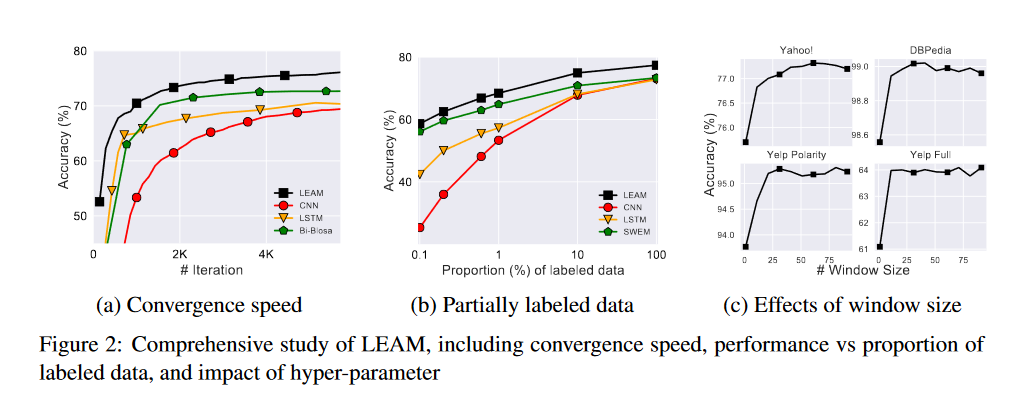 80
70
60
50
Accuracy (%)
0
2K
4K
# Iteration
LEAM
CNN
LSTM
Bi-Blosa
(a) Convergence speed
80
60
40
Accuracy (%)
0.1
1
10
100
Proportion (%) of labeled data
LEAM
CNN
LSTM
SWEM
(b) Partially labeled data
Accuracy (%)
Yahoo!
77.0
76.5
76.0
DBPedia
99.0
98.8
98.6
Yelp Polarity
95.0
94.5
94.0
0
25
50
75
Yelp Full
64
63
62
61
0
25
50
75
# Window Size
(c) Effects of window size
Figure 2: Comprehensive study of LEAM, including convergence speed, performance vs proportion of
labeled data, and impact of hyper-parameter